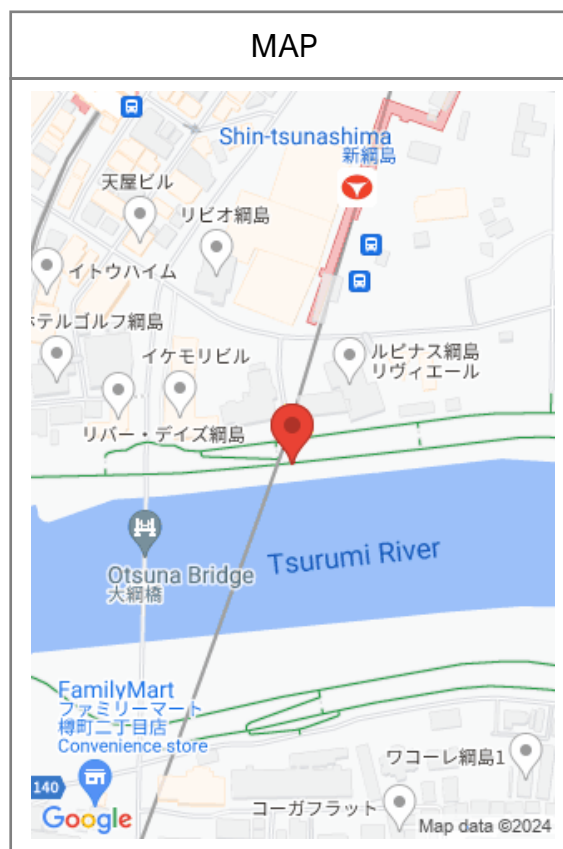 MAP
Shin-tsunashima
新綱島
天屋ビル
リビオ綱島
イトウハイム
ホテルゴルフ綱島
イケモリビル
ルピナス綱島
リヴィエール
リバー・デイズ綱島
Tsurumi River
Otsuna Bridge
大綱橋
FamilyMart
ファミリーマート
樽町二丁目店
Convenience store
ワコーレ綱島1
140
コーガフラット
Google
Map data ©2024